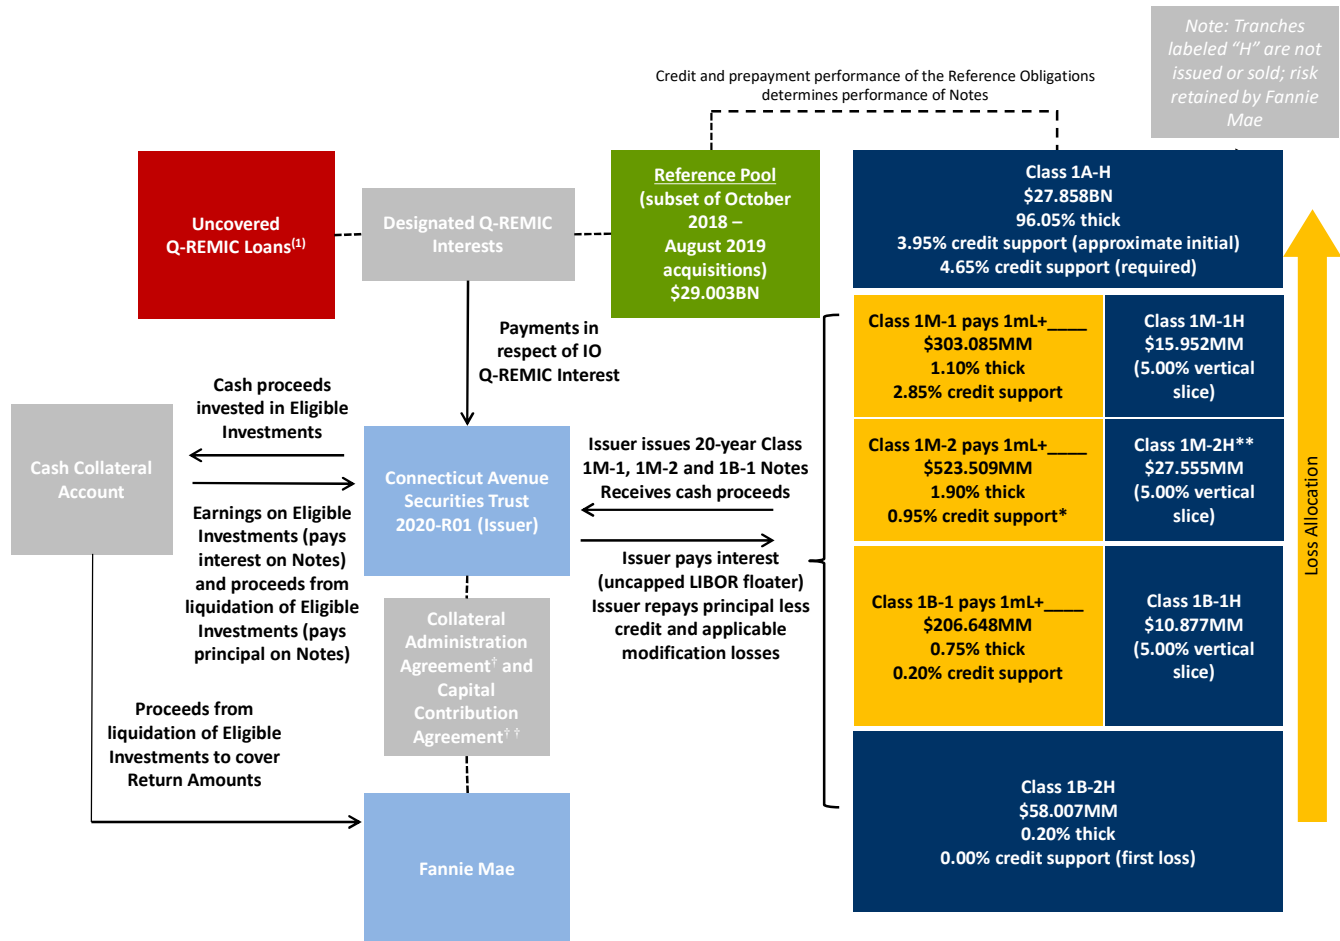 Note: Tranches
labeled “H” are not
issued or sold; risk
retained by Fannie
Mae
Credit and prepayment performance of the Reference Obligations
determines performance of Notes
Uncovered
Q-REMIC Loans(1)
Designated Q-REMIC
Interests
Reference Pool
(subset of October
2018 –
August 2019
acquisitions)
$29.003BN
Class 1A-H
$27.858BN
96.05% thick
3.95% credit support (approximate initial)
4.65% credit support (required)
Payments in
respect of IO
Q-REMIC Interest
Class 1M-1 pays 1mL+____
$303.085MM
1.10% thick
2.85% credit support
Class 1M-1H
$15.952MM
(5.00% vertical
slice)
Cash proceeds
invested in Eligible
Investments
Cash Collateral
Account
Connecticut Avenue
Securities Trust
2020-R01 (Issuer)
Issuer issues 20-year Class
1M-1, 1M-2 and 1B-1 Notes
Receives cash proceeds
Class 1M-2 pays 1mL+____
$523.509MM
1.90% thick
0.95% credit support*
Class 1M-2H**
$27.555MM
(5.00% vertical
slice)
Loss Allocation
Earnings on Eligible
Investments (pays
interest on Notes)
and proceeds from
liquidation of Eligible
Investments (pays
principal on Notes)
Issuer pays interest
(uncapped LIBOR floater)
Issuer repays principal less
credit and applicable
modification losses
Class 1B-1 pays 1mL+____
$206.648MM
0.75% thick
0.20% credit support
Class 1B-1H
$10.877MM
(5.00% vertical
slice)
Collateral
Administration
Agreement† and
Capital
Contribution
Agreement† †
Proceeds from
liquidation of Eligible
Investments to cover
Return Amounts
Fannie Mae
Class 1B-2H
$58.007MM
0.20% thick
0.00% credit support (first loss)